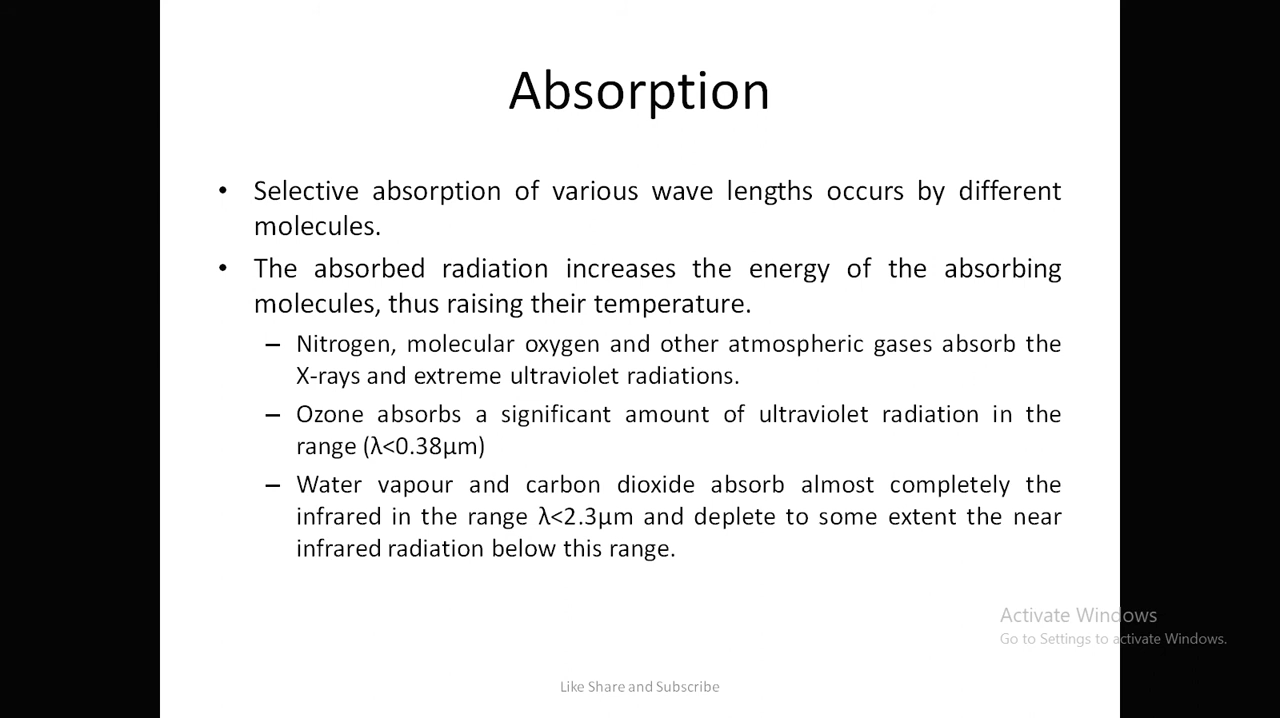 Absorption
• Selective absorption of various wave lengths occurs by different
molecules.
• The absorbed radiation increases the energy of the absorbing
molecules, thus raising their temperature.
– Nitrogen, molecular oxygen and other atmospheric gases absorb the
X-rays and extreme ultraviolet radiations.
– Ozone absorbs a significant amount of ultraviolet radiation in the
range (λ<0.38μm)
– Water vapour and carbon dioxide absorb almost completely the
infrared in the range λ<2.3μm and deplete to some extent the near
infrared radiation below this range.
Activate Windows
Go to Settings to activate Windows.
Like Share and Subscribe